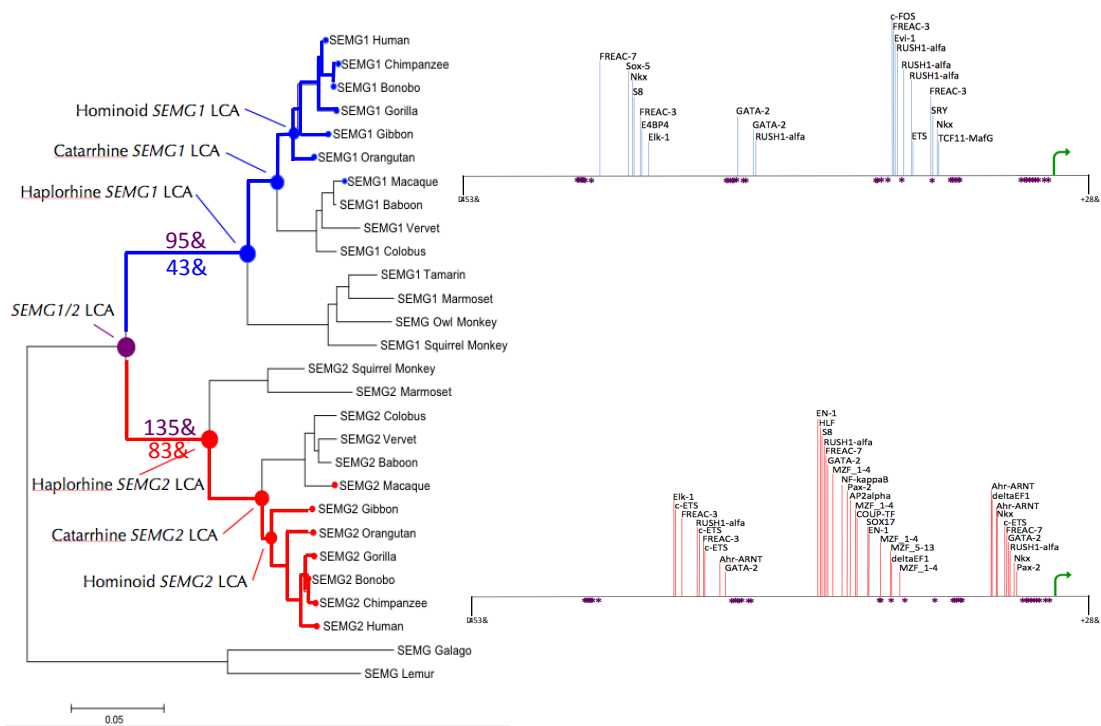 SEMG1 Human
SEMG1 Chimpanzee
SEMG1 Bonobo
SEMG1 Gorilla
SEMG1 Gibbon
SEMG1 Orangutan
SEMG1 Macaque
SEMG1 Baboon
SEMG1 Vervet
SEMG1 Colobus
SEMG1 Tamarin
SEMG1 Marmoset
SEMG Owl Monkey
SEMG1 Squirrel Monkey
SEMG2 Squirrel Monkey
SEMG2 Marmoset
SEMG2 Colobus
SEMG2 Vervet
SEMG2 Baboon
SEMG2 Macaque
SEMG2 Gibbon
SEMG2 Orangutan
SEMG2 Gorilla
SEMG2 Bonobo
SEMG2 Chimpanzee
SEMG2 Human
SEMG Galago
SEMG Lemur
Hominoid SEMG1 LCA
Catarrhine SEMG1 LCA
Haplorhine SEMG1 LCA
95&
43&
SEMG1/2 LCA
135&
83&
Haplorhine SEMG2 LCA
Catarrhine SEMG2 LCA
Hominoid SEMG2 LCA
0.05
FREAC-7
Sox-5
Nkx
S8
FREAC-3
E4BP4
Elk-1
GATA-2
GATA-2
RUSH1-alfa
c-FOS
FREAC-3
Evi-1
RUSH1-alfa
RUSH1-alfa
RUSH1-alfa
FREAC-3
SRY
Nkx
ETS
TCF11-MafG
***** *
****** **
*** * * * ****
********
+28&
Elk-1
c-ETS
FREAC-3
RUSH1-alfa
c-ETS
FREAC-3
c-ETS
Ahr-ARNT
GATA-2
EN-1
HLF
S8
RUSH1-alfa
FREAC-7
GATA-2
MZF_1-4
NF-kappaB
Pax-2
AP2alpha
MZF_1-4
COUP-TF
SOX17
EN-1
MZF_1-4
MZF_5-13
deltaEF1
MZF_1-4
Ahr-ARNT
deltaEF1
Ahr-ARNT
Nkx
c-ETS
FREAC-7
GATA-2
RUSH1-alfa
Nkx
Pax-2
+28&